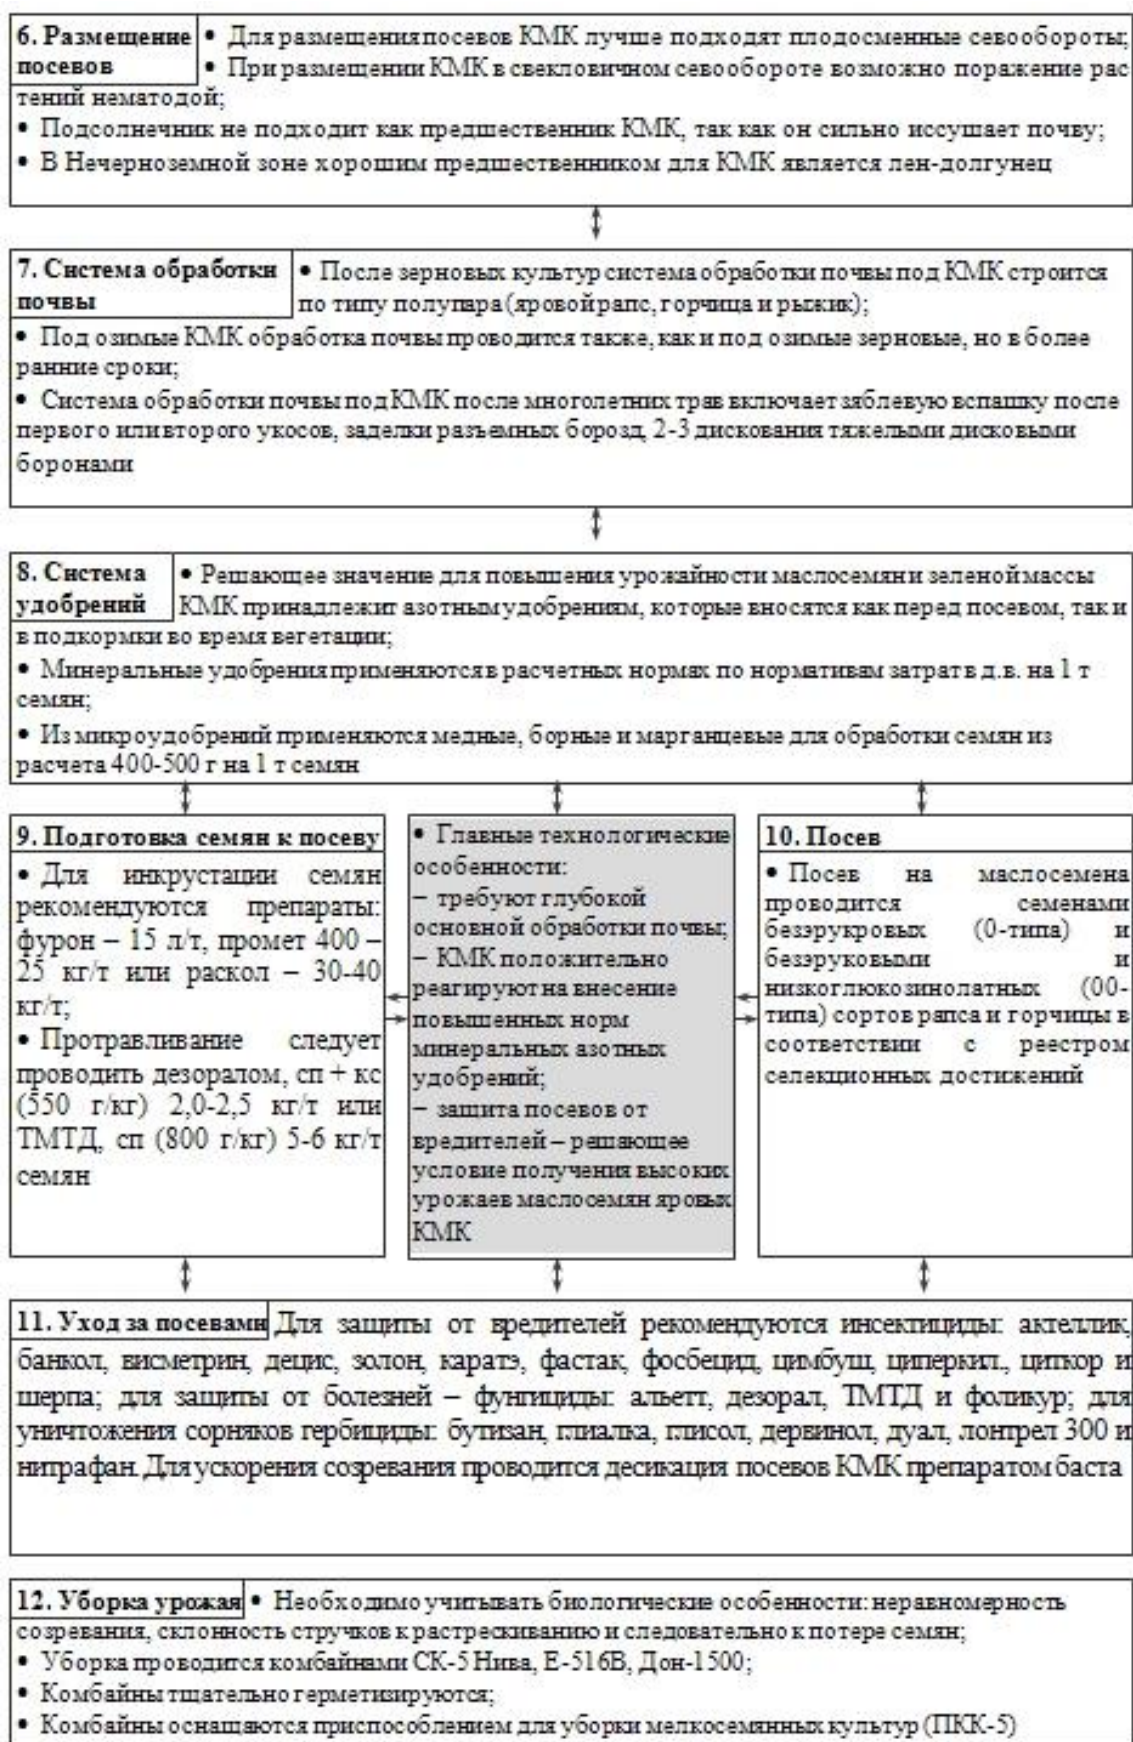 6. Размещение посевов
• Для размещения посевов КМК лучше подходят плодосменные севообороты;
• При размещении КМК в свекловичном севообороте возможно поражение рас
тений нематодой;
• Подсолнечник не подходит как предшественник КМК, так как он сильно иссушает почву;
• В Нечерноземной зоне хорошим предшественником для КМК является лен-долгунец
7. Система обработки
почвы
• После зерновых культур система обработки почвы под КМК строится
по типу полупара (яровой рапс, горчица и рыжик);
• Под озимые КМК обработка почвы проводится также, как и под озимые зерновые, но в более
ранние сроки;
• Система обработки почвы под КМК после многолетних трав включает зяблевую вспашку после
первого или второго укосов, заделки разъемных борозд, 2-3 дискования тяжелыми дисковыми
боронами
8. Система
удобрений
• Решающее значение для повышения урожайности маслосемян и зеленой массы
КМК принадлежит азотным удобрениям, которые вносятся как перед посевом, так и
в подкормки во время вегетации;
• Минеральные удобрения применяются в расчетных нормах по нормативам затрат в д.в. на 1 т
семян;
• Из микроудобрений применяются медные, борные и марганцевые для обработки семян из
расчета 400-500 г на 1 т семян
9. Подготовка семян к посеву
• Для инкрустации семян
рекомендуются препараты:
фурон – 15 л/т, промет 400 –
25 кг/т или раскол – 30-40
кг/т;
• Протравливание следует
проводить дезоралом, сп + кс
(550 г/кг) 2,0-2,5 кг/т или
ТМТД, сп (800 г/кг) 5-6 кг/т
семян
• Главные технологические
особенности:
– требуют глубокой
основной обработки почвы;
– КМК положительно
реагируют на внесение
повышенных норм
минеральных азотных
удобрений;
– защита посевов от
вредителей – решающее
условие получения высоких
урожаев маслосемян яровых
КМК
10. Посев
• Посев на маслосемена
проводится семенами
безэрукровых (0-типа) и
безэруковыми и
низкоглюкозинолатных (00-
типа) сортов рапса и горчицы в
соответствии с реестром
селекционных достижений
11. Уход за посевами Для защиты от вредителей рекомендуются инсектициды: актеллик,
банкол, висметрин, децис, золон, каратэ, фастак, фосбецид, цимбуш, циперкил., циткор и
шерпа; для защиты от болезней – фунгициды: альетт, дезорал, ТМТД и фоликур; для
уничтожения сорняков гербициды: бутизан, глиалка, глисол, дервинол, дуал, лонтрел 300 и
нитрафан. Для ускорения созревания проводится десикация посевов КМК препаратом баста
12. Уборка урожая • Необходимо учитывать биологические особенности: неравномерность
созревания, склонность стручков к растрескиванию и следовательно к потере семян;
• Уборка проводится комбайнами СК-5 Нива, Е-516В, Дон-1500;
• Комбайны тщательно герметизируются;
• Комбайны оснащаются приспособлением для уборки мелкосемянных культур (ПКК-5)